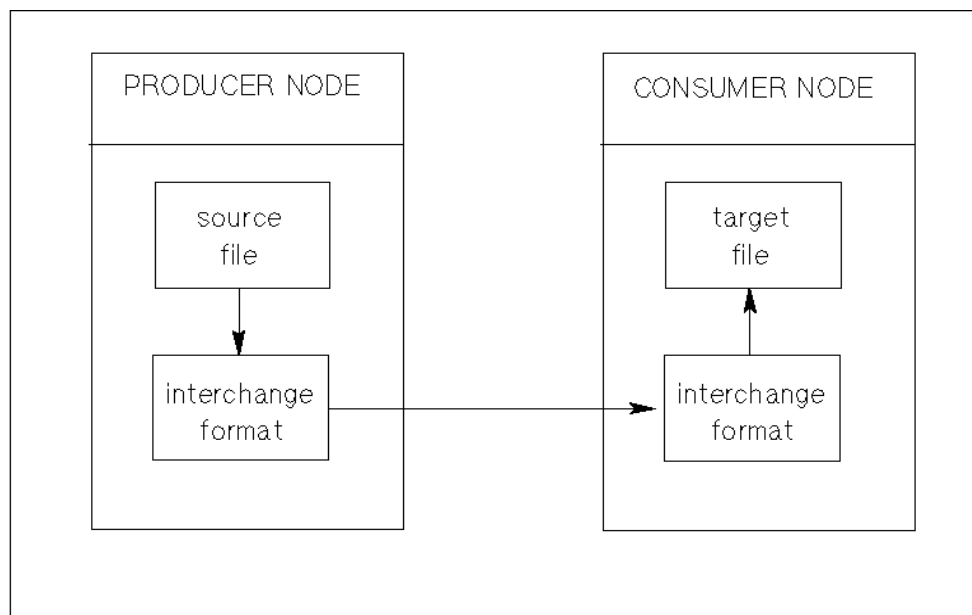 PRODUCER NODE
source
file
interchange
format
CONSUMER NODE
target
file
interchange
format